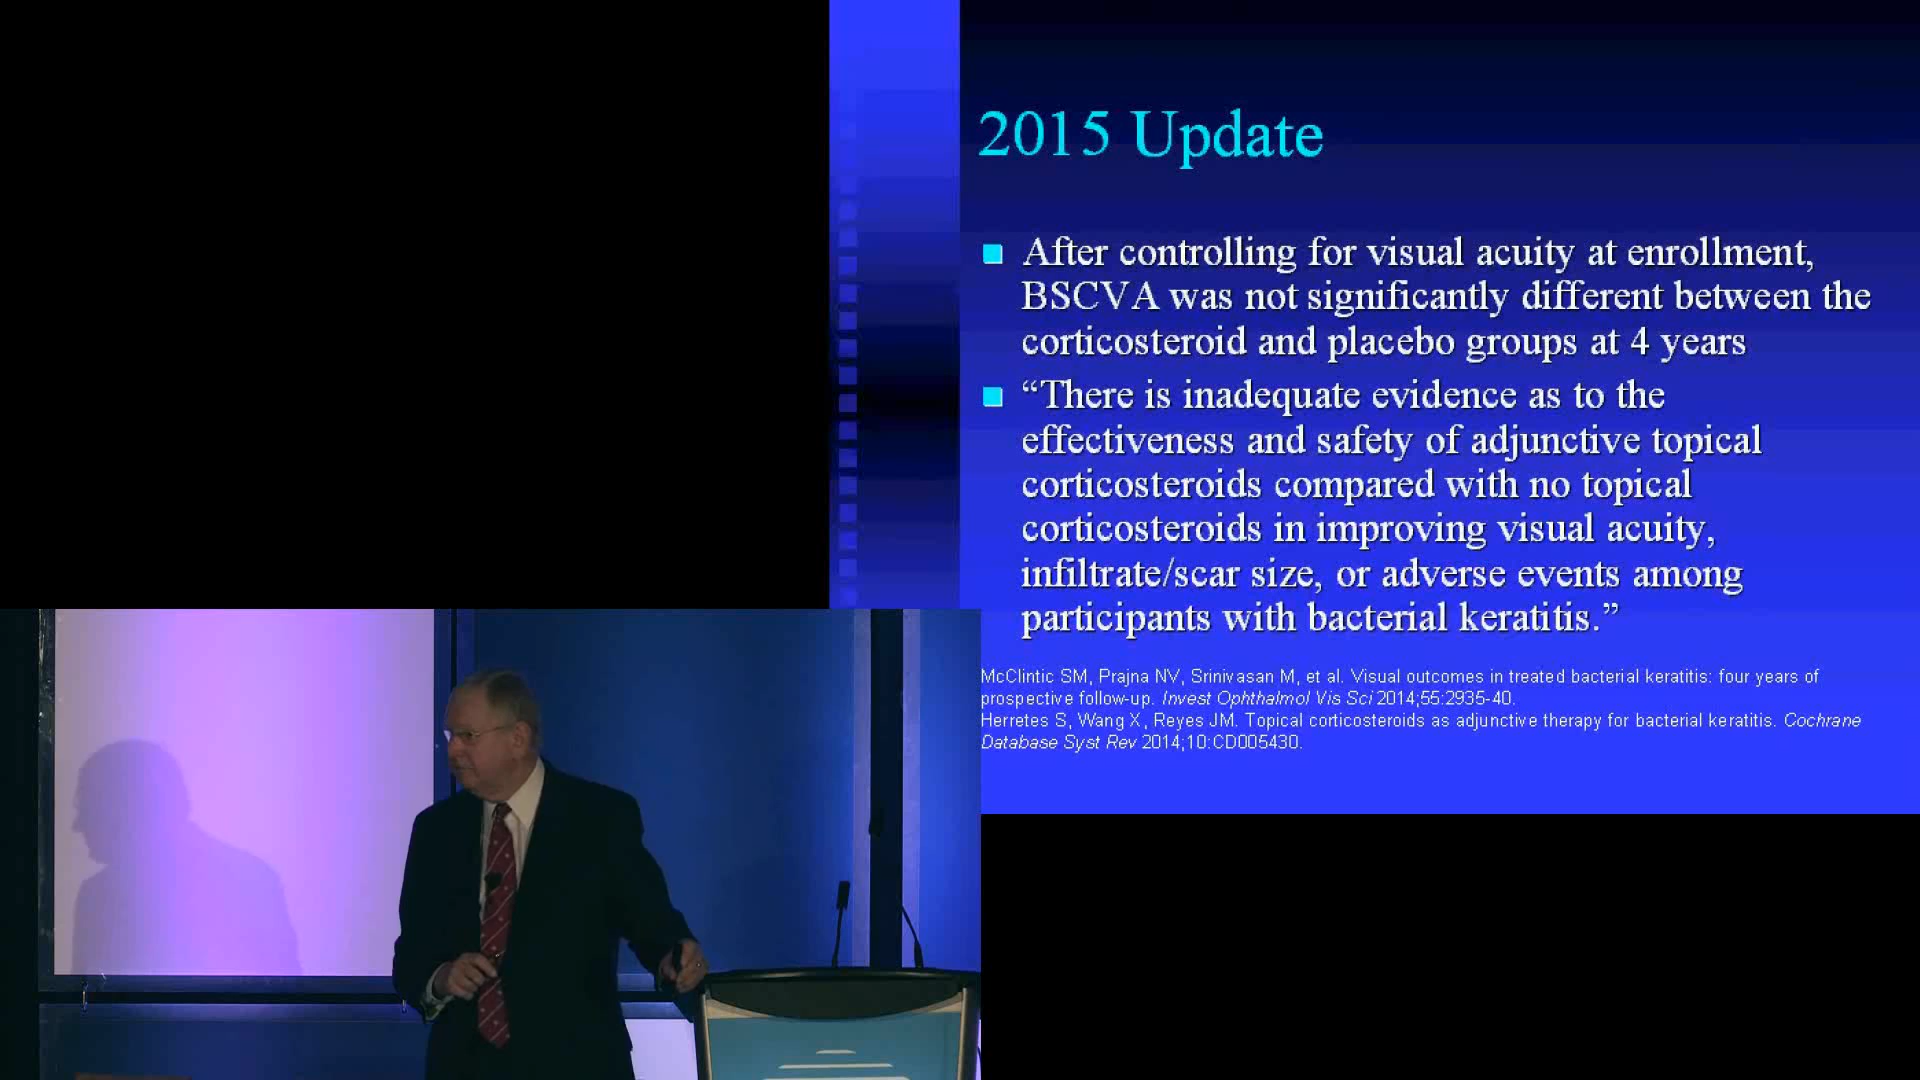 2015 Update
After controlling for visual acuity at enrollment,
BSCVA was not significantly different between the
corticosteroid and placebo groups at 4 years
“There is inadequate evidence as to the
effectiveness and safety of adjunctive topical
corticosteroids compared with no topical
corticosteroids in improving visual acuity,
infiltrate/scar size, or adverse events among
participants with bacterial keratitis.”
McClintic SM, Prajna NV, Srinivasan M, et al. Visual outcomes in treated bacterial keratitis: four years of
prospective follow-up. Invest Ophthalmol Vis Sci 2014;55:2935-40.
Herretes S, Wang X, Reyes JM. Topical corticosteroids as adjunctive therapy for bacterial keratitis. Cochrane
Database Syst Rev 2014;10:CD005430.